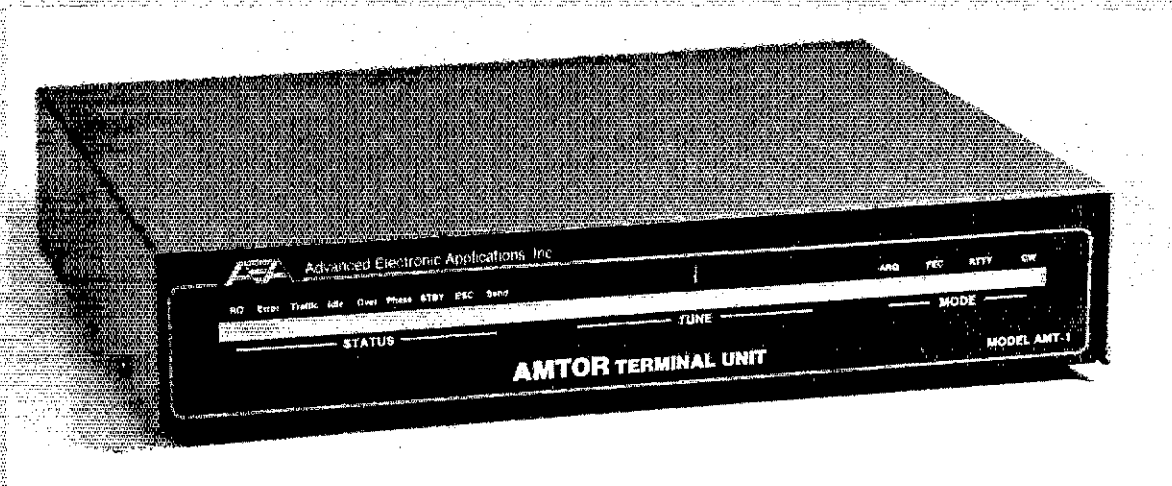 AEA Advanced Electronic Applications, Inc.
RQ Error Traffic Idle Over Phase STBY ESC Send
ARQ FEC RTTY CW
STATUS TUNE MODE
AMTOR TERMINAL UNIT
MODEL AMT-1